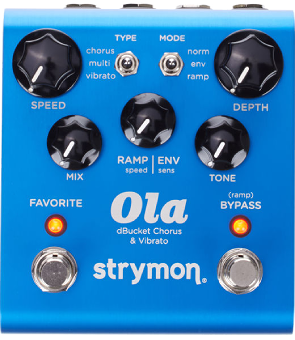 TYPE MODE
chorus norm
multi env
vibrato ramp
SPEED DEPTH
RAMP | ENV
speed | sens
MIX TONE
(ramp)
FAVORITE BYPASS
Ola
dBucket Chorus
& Vibrato
strymon®